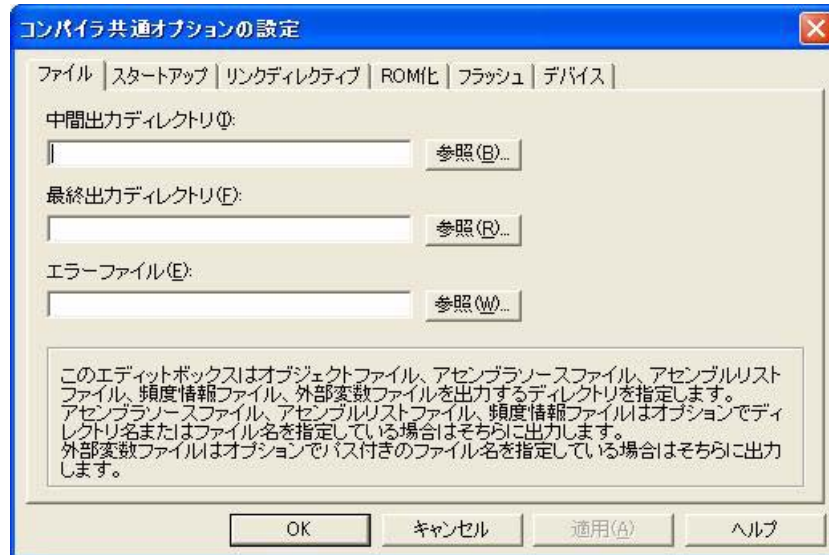 コンパイラ共通オプションの設定
ファイル スタートアップ リンクディレクティブ ROM化 フラッシュ デバイス
中間出力ディレクトリ(I):
参照(B)...
最終出力ディレクトリ(F):
参照(R)...
エラーファイル(E):
参照(W)...
このエディットボックスはオブジェクトファイル、アセンブラソースファイル、アセンブルリスト
ファイル、頻度情報ファイル、外部変数ファイルを出力するディレクトリを指定します。
アセンブラソースファイル、アセンブルリストファイル、頻度情報ファイルはオプションでディ
レクトリ名またはファイル名を指定している場合はそちらに出力します。
外部変数ファイルはオプションでパス付きのファイル名を指定している場合はそちらに出力
します。
OK キャンセル 適用(A) ヘルプ